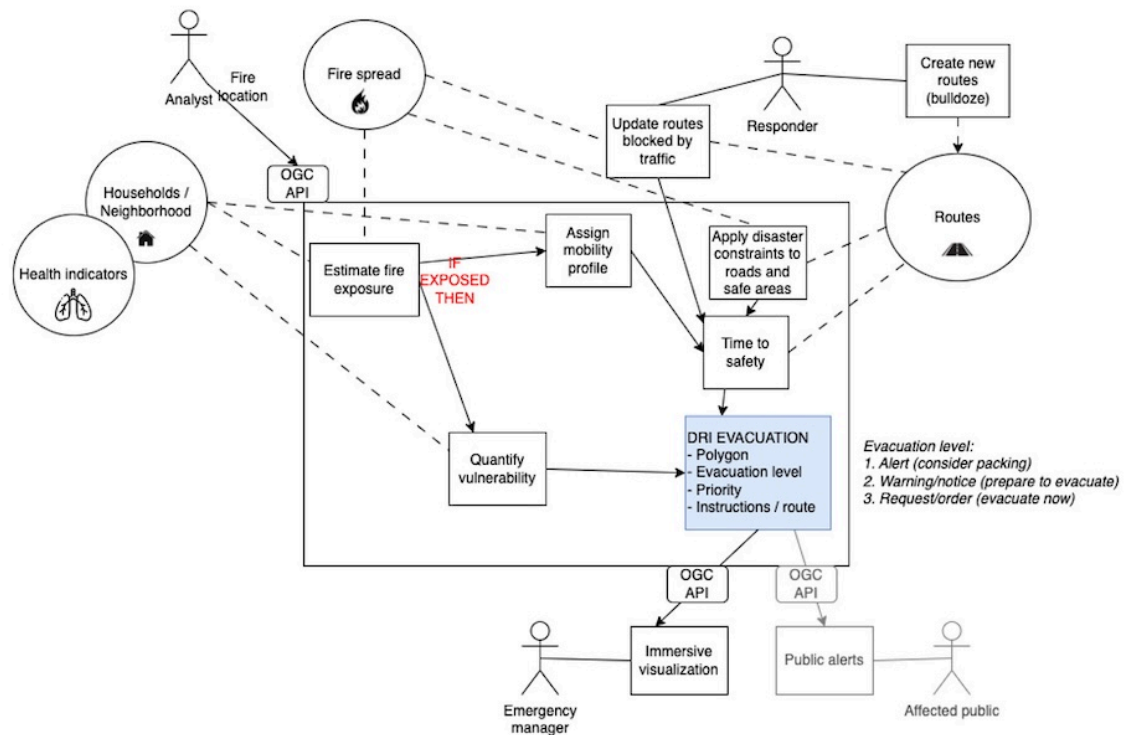 Analyst
Fire
location
Fire spread
Responder
Create new
routes
(bulldoze)
Update routes
blocked by
traffic
OGC
API
Households /
Neighborhood
Health indicators
Routes
Estimate fire
exposure
IF
EXPOSED
THEN
Assign
mobility
profile
Apply disaster
constraints to
roads and
safe areas
Time to
safety
Quantify
vulnerability
DRI EVACUATION
- Polygon
- Evacuation level
- Priority
- Instructions / route
Evacuation level:
1. Alert (consider packing)
2. Warning/notice (prepare to evacuate)
3. Request/order (evacuate now)
OGC
API
OGC
API
Immersive
visualization
Public alerts
Emergency
manager
Affected public